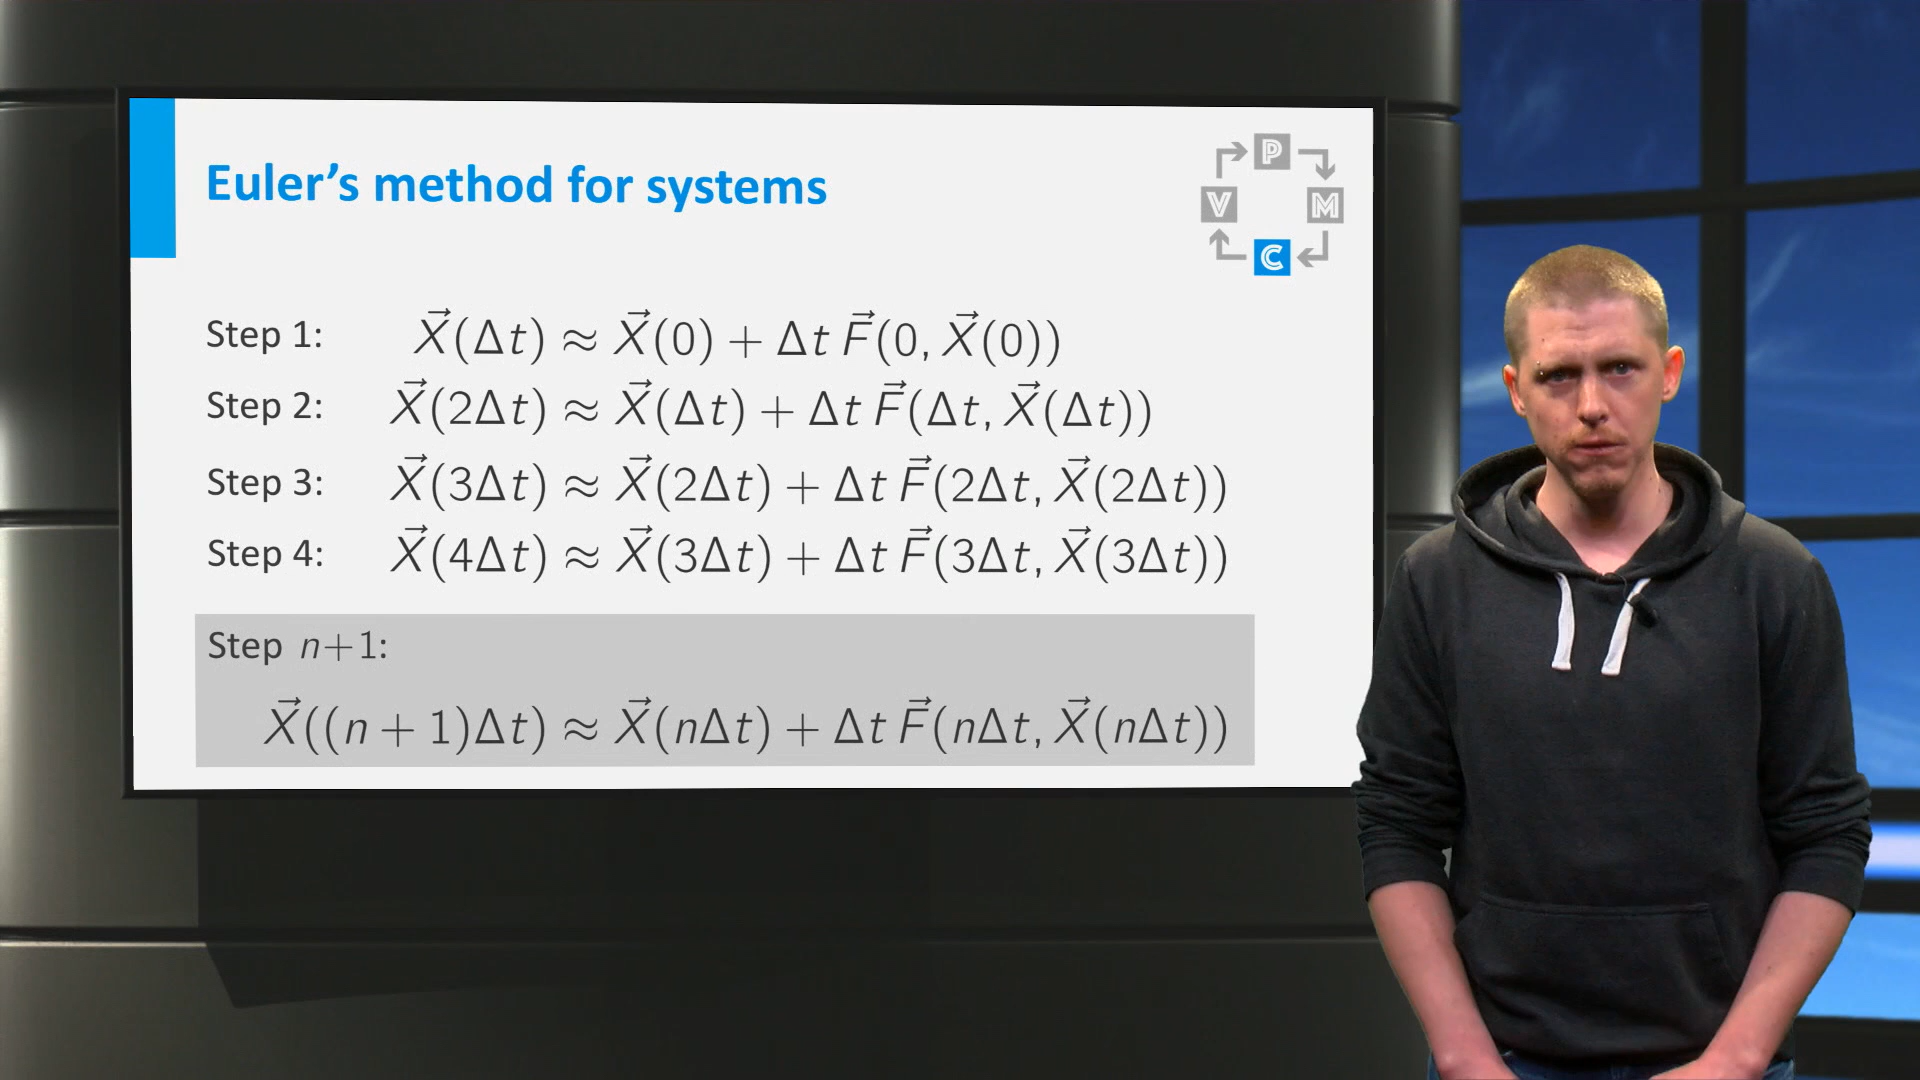 Euler's method for systems
P
V M
C
Step 1: X⃗(Δt) ≈ X⃗(0) + Δt F⃗(0, X⃗(0))
Step 2: X⃗(2Δt) ≈ X⃗(Δt) + Δt F⃗(Δt, X⃗(Δt))
Step 3: X⃗(3Δt) ≈ X⃗(2Δt) + Δt F⃗(2Δt, X⃗(2Δt))
Step 4: X⃗(4Δt) ≈ X⃗(3Δt) + Δt F⃗(3Δt, X⃗(3Δt))
Step n+1:
X⃗((n + 1)Δt) ≈ X⃗(nΔt) + Δt F⃗(nΔt, X⃗(nΔt))